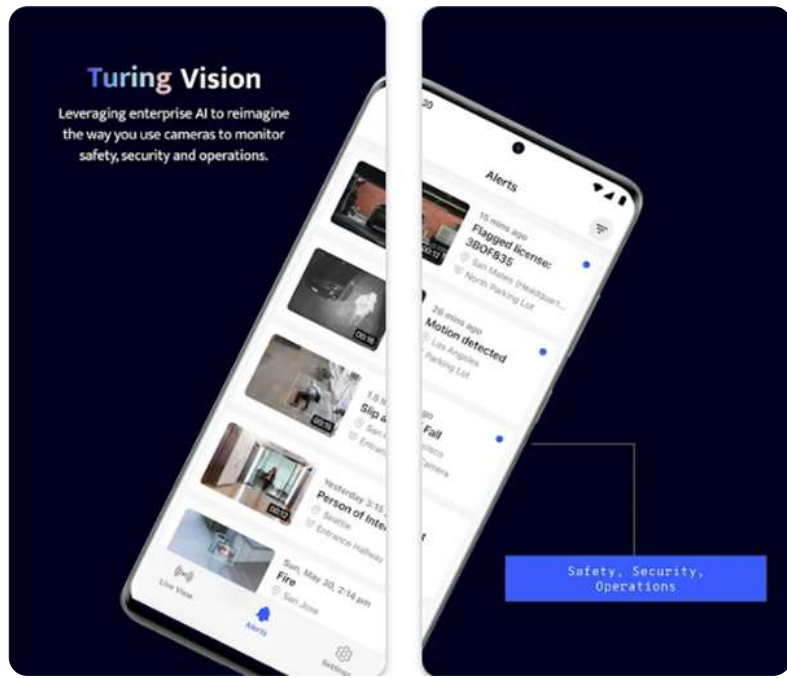 Turing Vision
Leveraging enterprise AI to reimagine
the way you use cameras to monitor
safety, security and operations.
Alerts
15 mins ago
Flagged license:
3BOF835
San Mateo (Headquart...
North Parking Lot
00:12
26 mins ago
Motion detected
Los Angeles
Parking Lot
00:16
1.5
Slip a
Fall
San
Entran
Camera
00:15
Yesterday 3:15
Person of Inte
Seattle
Entrance Hallway
00:12
Sun, May 30, 2:14 pm
Fire
San Jose
Live View
Alerts
Settings
Safety, Security,
Operations